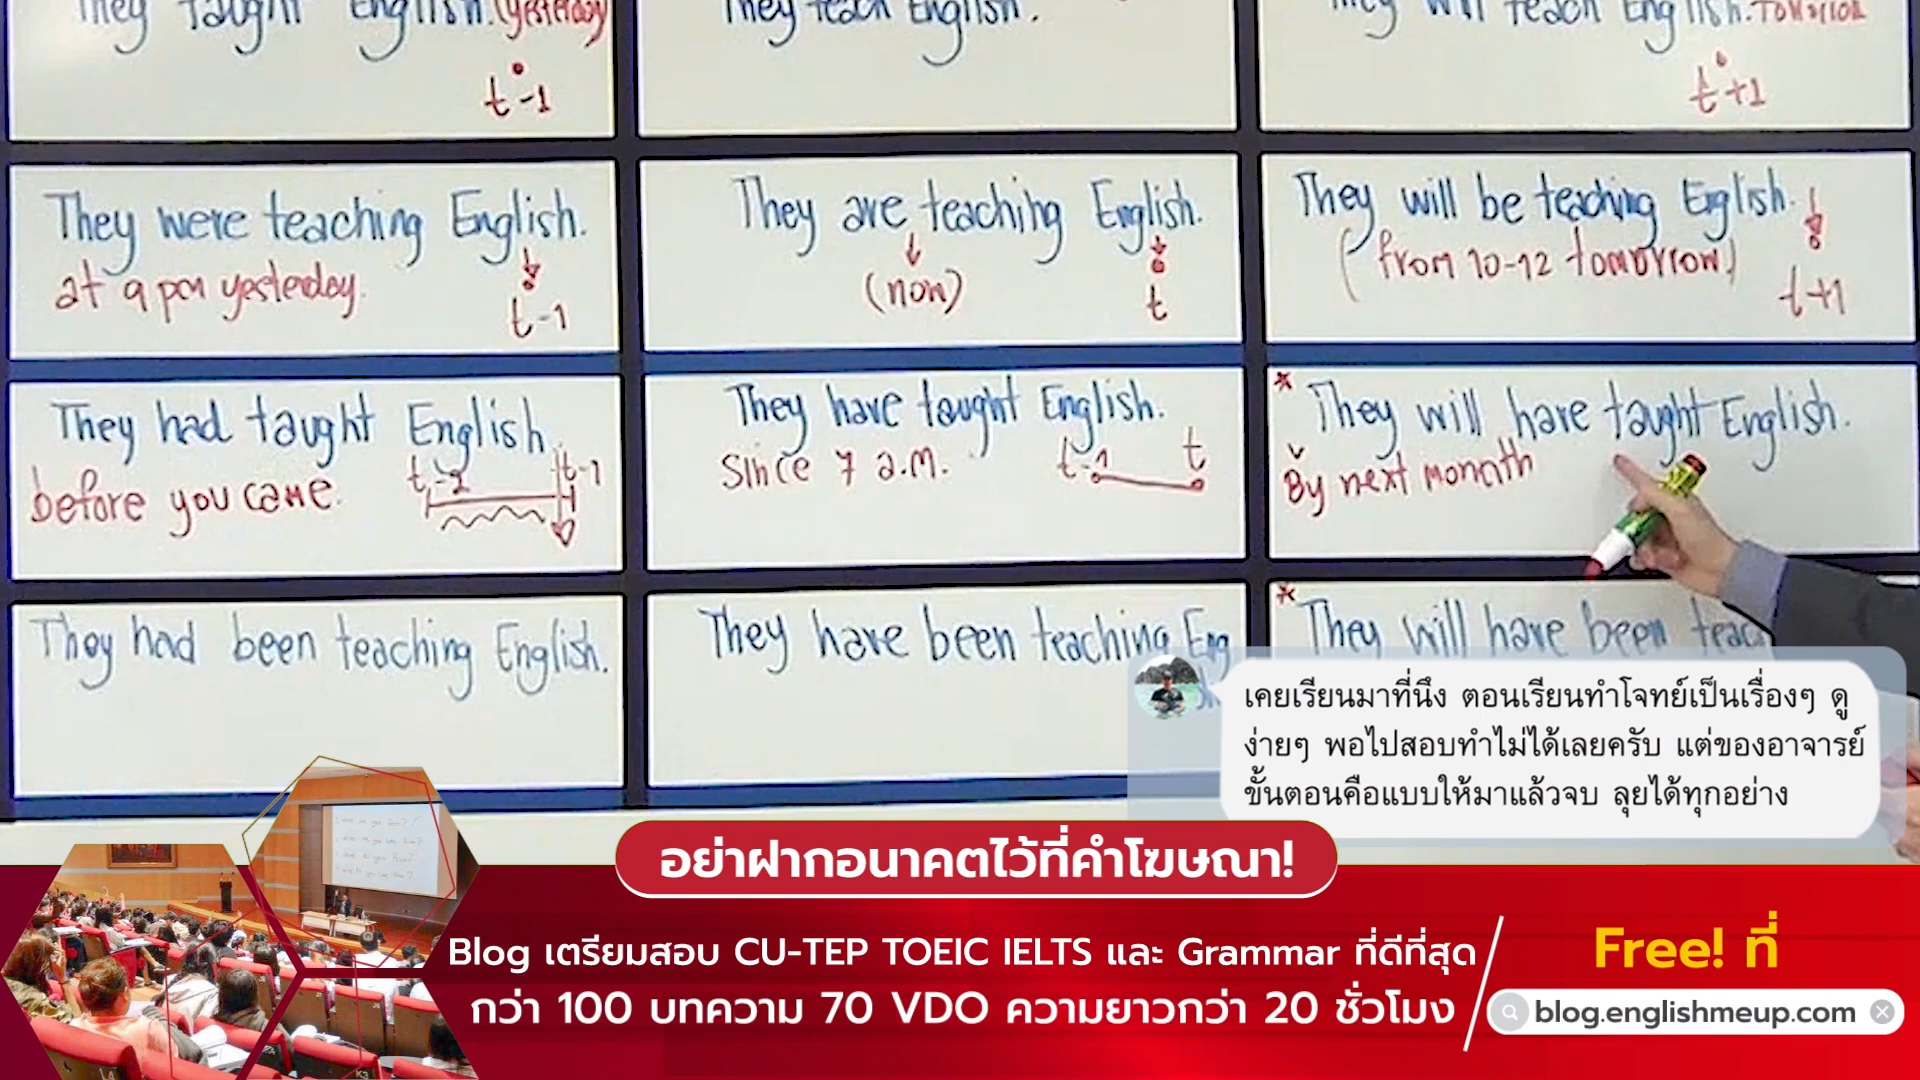 They taught English. (yesterday
t-1
They teach English.
They will teach English. Tomorrow
t+1
They were teaching English.
at 9 pm yesterday.
t-1
They are teaching English.
(now)
t
They will be teaching English.
(from 10-12 tomorrow)
t+1
They had taught English
before you came.
t-2
t-1
They have taught English.
Since 7 a.m.
t-1
t
* They will have taught English.
By next monnth
They had been teaching English.
They have been teaching Eng
* They will have been teac
เคยเรียนมาที่นึง ตอนเรียนทำโจทย์เป็นเรื่องๆ ดู
ง่ายๆ พอไปสอบทำไม่ได้เลยครับ แต่ของอาจารย์
ขั้นตอนคือแบบให้มาแล้วจบ ลุยได้ทุกอย่าง
อย่าฝากอนาคตไว้ที่คำโฆษณา!
Blog เตรียมสอบ CU-TEP TOEIC IELTS และ Grammar ที่ดีที่สุด
กว่า 100 บทความ 70 VDO ความยาวกว่า 20 ชั่วโมง
Free! ที่
blog.englishmeup.com